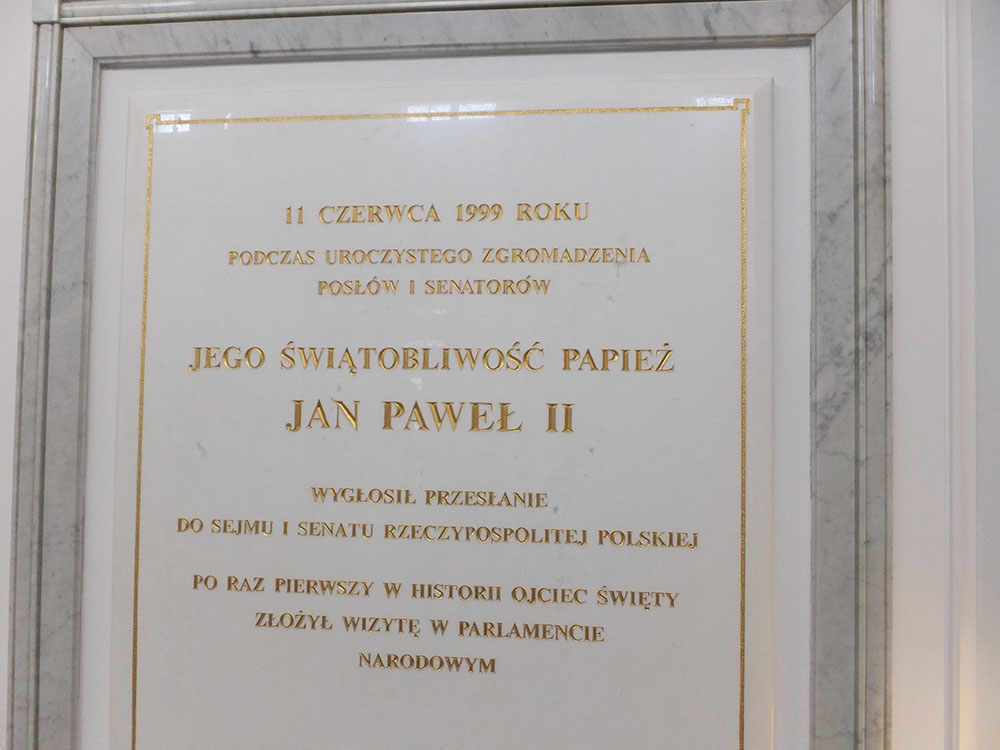 11 CZERWCA 1999 ROKU
PODCZAS UROCZYSTEGO ZGROMADZENIA
POSŁÓW I SENATORÓW
JEGO ŚWIĄTOBLIWOŚĆ PAPIEŻ
JAN PAWEŁ II
WYGŁOSIŁ PRZESŁANIE
DO SEJMU I SENATU RZECZYPOSPOLITEJ POLSKIEJ
PO RAZ PIERWSZY W HISTORII OJCIEC ŚWIĘTY
ZŁOŻYŁ WIZYTĘ W PARLAMENCIE
NARODOWYM